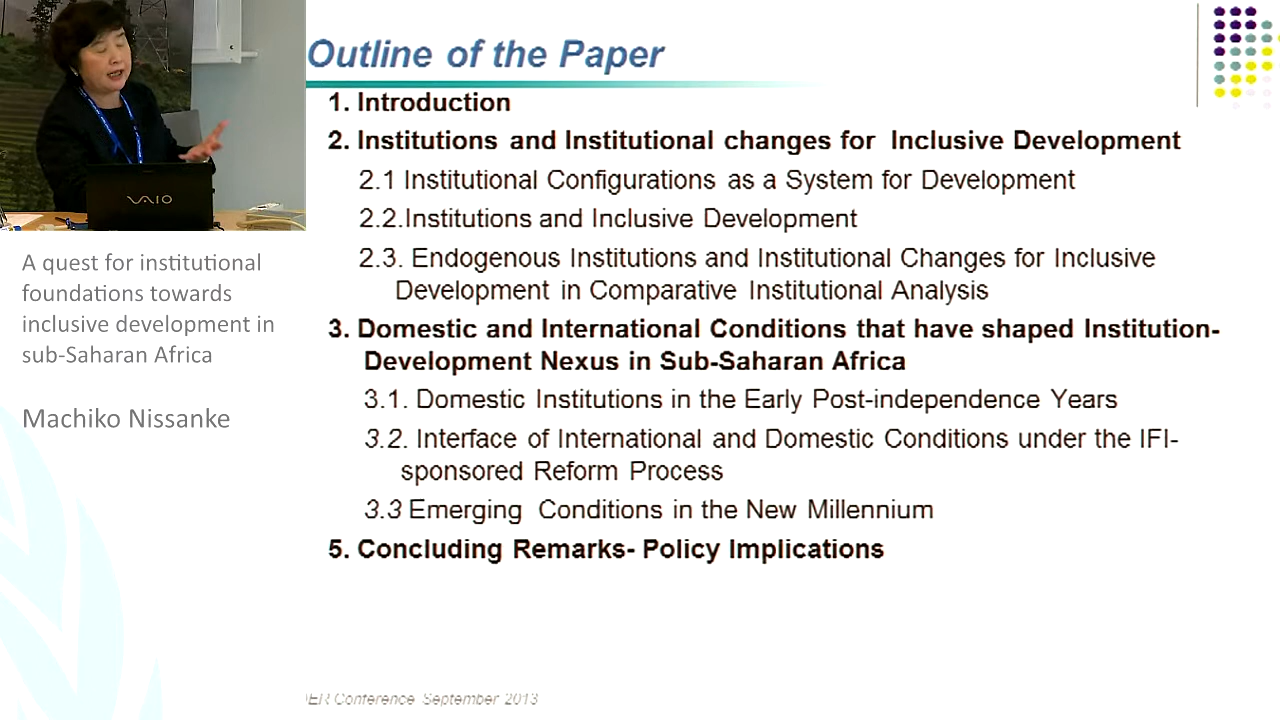 Outline of the Paper
1. Introduction
2. Institutions and Institutional changes for Inclusive Development
2.1 Institutional Configurations as a System for Development
2.2.Institutions and Inclusive Development
2.3. Endogenous Institutions and Institutional Changes for Inclusive
Development in Comparative Institutional Analysis
3. Domestic and International Conditions that have shaped Institution-
Development Nexus in Sub-Saharan Africa
3.1. Domestic Institutions in the Early Post-independence Years
3.2. Interface of International and Domestic Conditions under the IFI-
sponsored Reform Process
3.3 Emerging Conditions in the New Millennium
5. Concluding Remarks- Policy Implications
VAIO
A quest for institutional
foundations towards
inclusive development in
sub-Saharan Africa
Machiko Nissanke
Conference September 2013